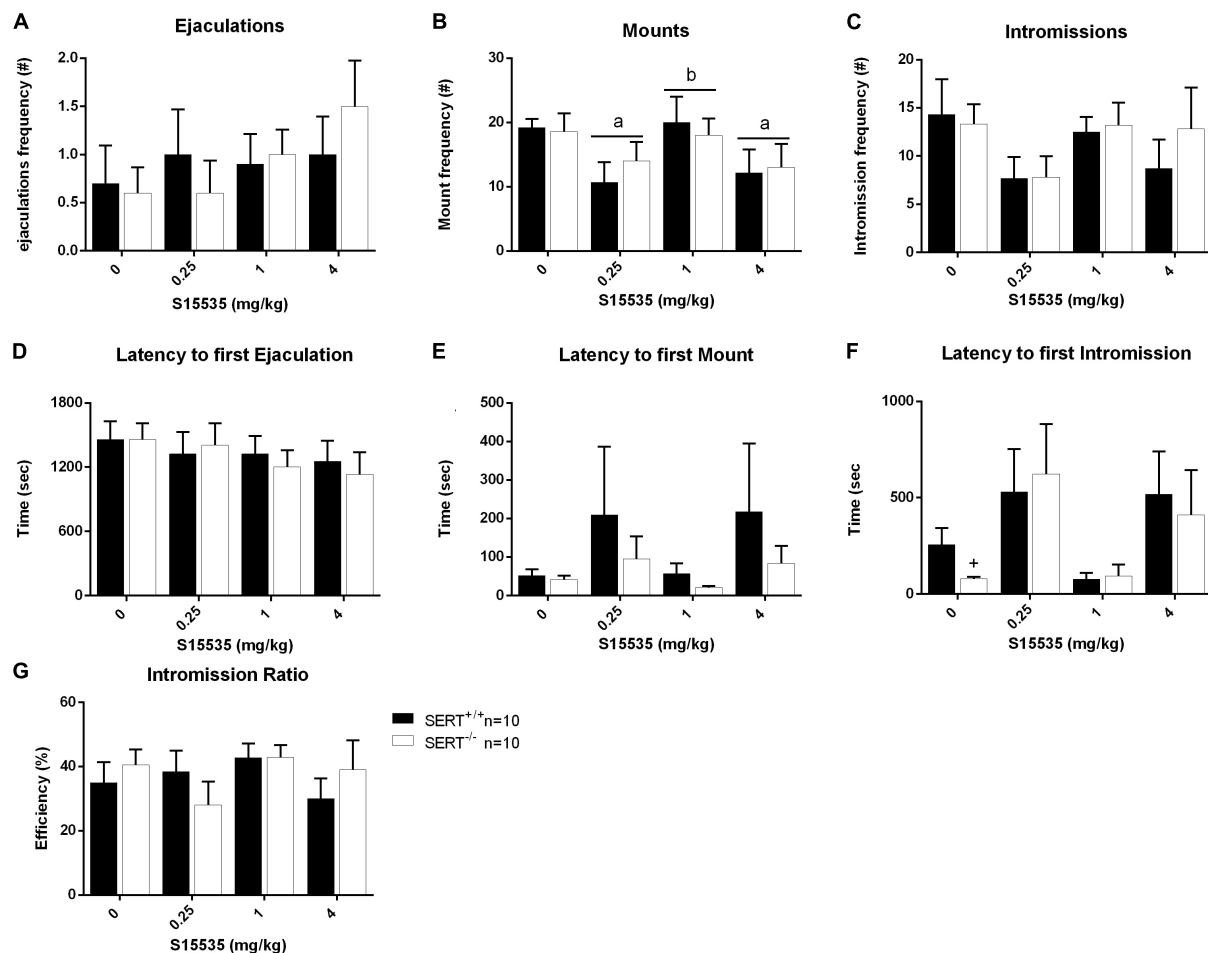 A
Ejaculations
ejaculations frequency (#)
2.0
1.5
1.0
0.5
0.0
0
0.25
1
4
S15535 (mg/kg)
B
Mounts
Mount frequency (#)
30
20
10
0
a
b
a
0
0.25
1
4
S15535 (mg/kg)
C
Intromissions
Intromission frequency (#)
20
15
10
5
0
0
0.25
1
4
S15535 (mg/kg)
D
Latency to first Ejaculation
Time (sec)
1800
1200
600
0
0
0.25
1
4
S15535 (mg/kg)
E
Latency to first Mount
Time (sec)
500
400
300
200
100
0
0
0.25
1
4
S15535 (mg/kg)
F
Latency to first Intromission
Time (sec
1000
500
0
+
0
0.25
1
4
S15535 (mg/kg)
G
Intromission Ratio
Efficiency (%)
60
40
20
0
0
0.25
1
4
S15535 (mg/kg)
SERT+/+ n=10
SERT-/- n=10